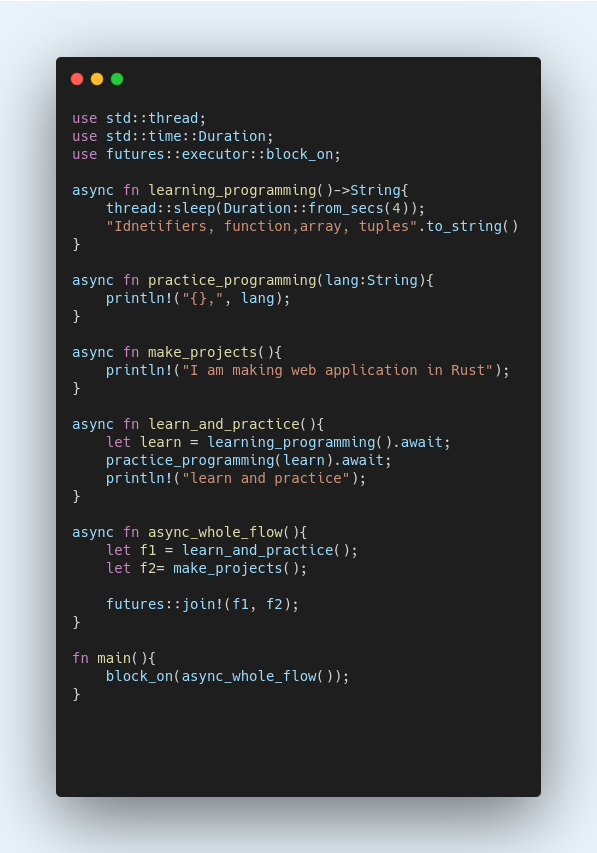 use std::thread;
use std::time::Duration;
use futures::executor::block_on;
async fn learning_programming()->String{
thread::sleep(Duration::from_secs(4));
"Idnetifiers, function,array, tuples".to_string()
}
async fn practice_programming(lang:String){
println!("{},", lang);
}
async fn make_projects(){
println!("I am making web application in Rust");
}
async fn learn_and_practice(){
let learn = learning_programming().await;
practice_programming(learn).await;
println!("learn and practice");
}
async fn async_whole_flow(){
let f1 = learn_and_practice();
let f2= make_projects();
futures::join!(f1, f2);
}
fn main(){
block_on(async_whole_flow());
}